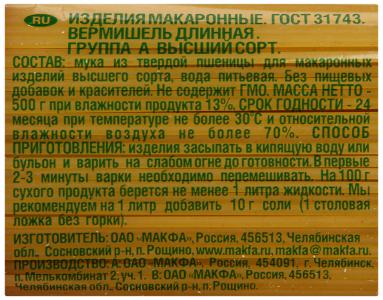 RU ИЗДЕЛИЯ МАКАРОННЫЕ. ГОСТ 31743.
ВЕРМИШЕЛЬ ДЛИННАЯ.
ГРУППА А ВЫСШИЙ СОРТ.
СОСТАВ: мука из твердой пшеницы для макаронных
изделий высшего сорта, вода питьевая. Без пищевых
добавок и красителей. Не содержит ГМО. МАССА НЕТТО -
500 г при влажности продукта 13%. СРОК ГОДНОСТИ - 24
месяца при температуре не более 30°С и относительной
влажности воздуха не более 70%. СПОСОБ
ПРИГОТОВЛЕНИЯ: изделия засыпать в кипящую воду или
бульон и варить на слабом огне до готовности. В первые
2-3 минуты варки необходимо перемешивать. На 100 г
сухого продукта берется не менее 1 литра жидкости. Мы
рекомендуем на 1 литр добавить 10 г соли (1 столовая
ложка без горки).
ИЗГОТОВИТЕЛЬ: ОАО «МАКФА», Россия, 456513, Челябинская
обл., Сосновский р-н, п. Рощино, www.makfa.ru, makfa@makfa.ru
ПРОИЗВОДСТВО: А: ОАО «МАКФА», Россия, 454091, г. Челябинск,
п. Мелькомбинат 2, уч. 1. В: ОАО «МАКФА», Россия, 456513,
Челябинская обл., Сосновский р-н, п. Рощино.